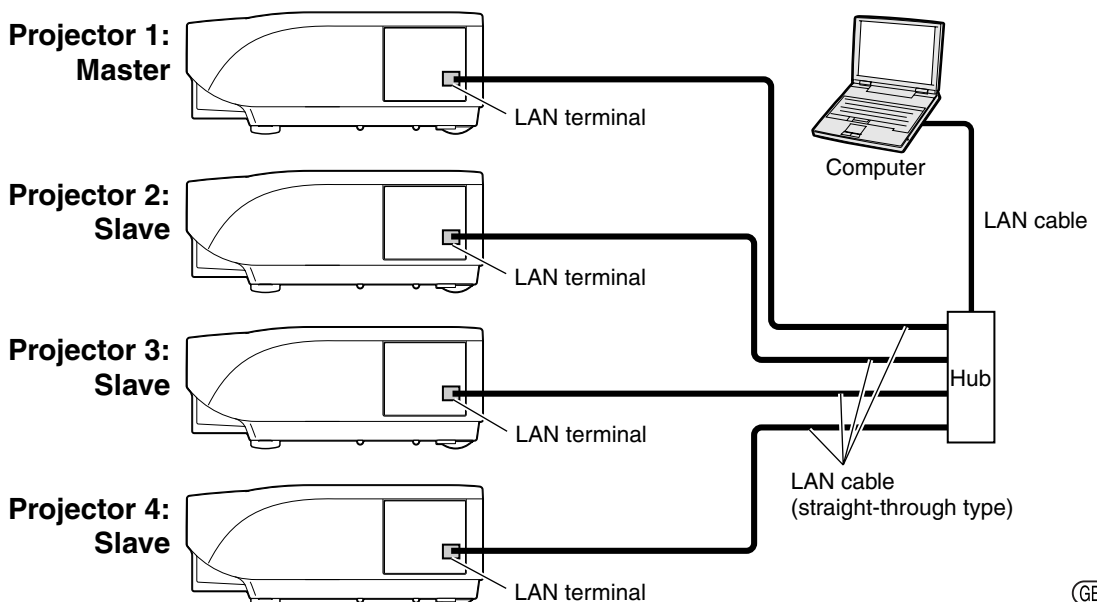 Projector 1:
Master
LAN terminal
Computer
Projector 2:
Slave
LAN terminal
LAN cable
Projector 3:
Slave
LAN terminal
Hub
LAN cable
(straight-through type)
Projector 4:
Slave
LAN terminal